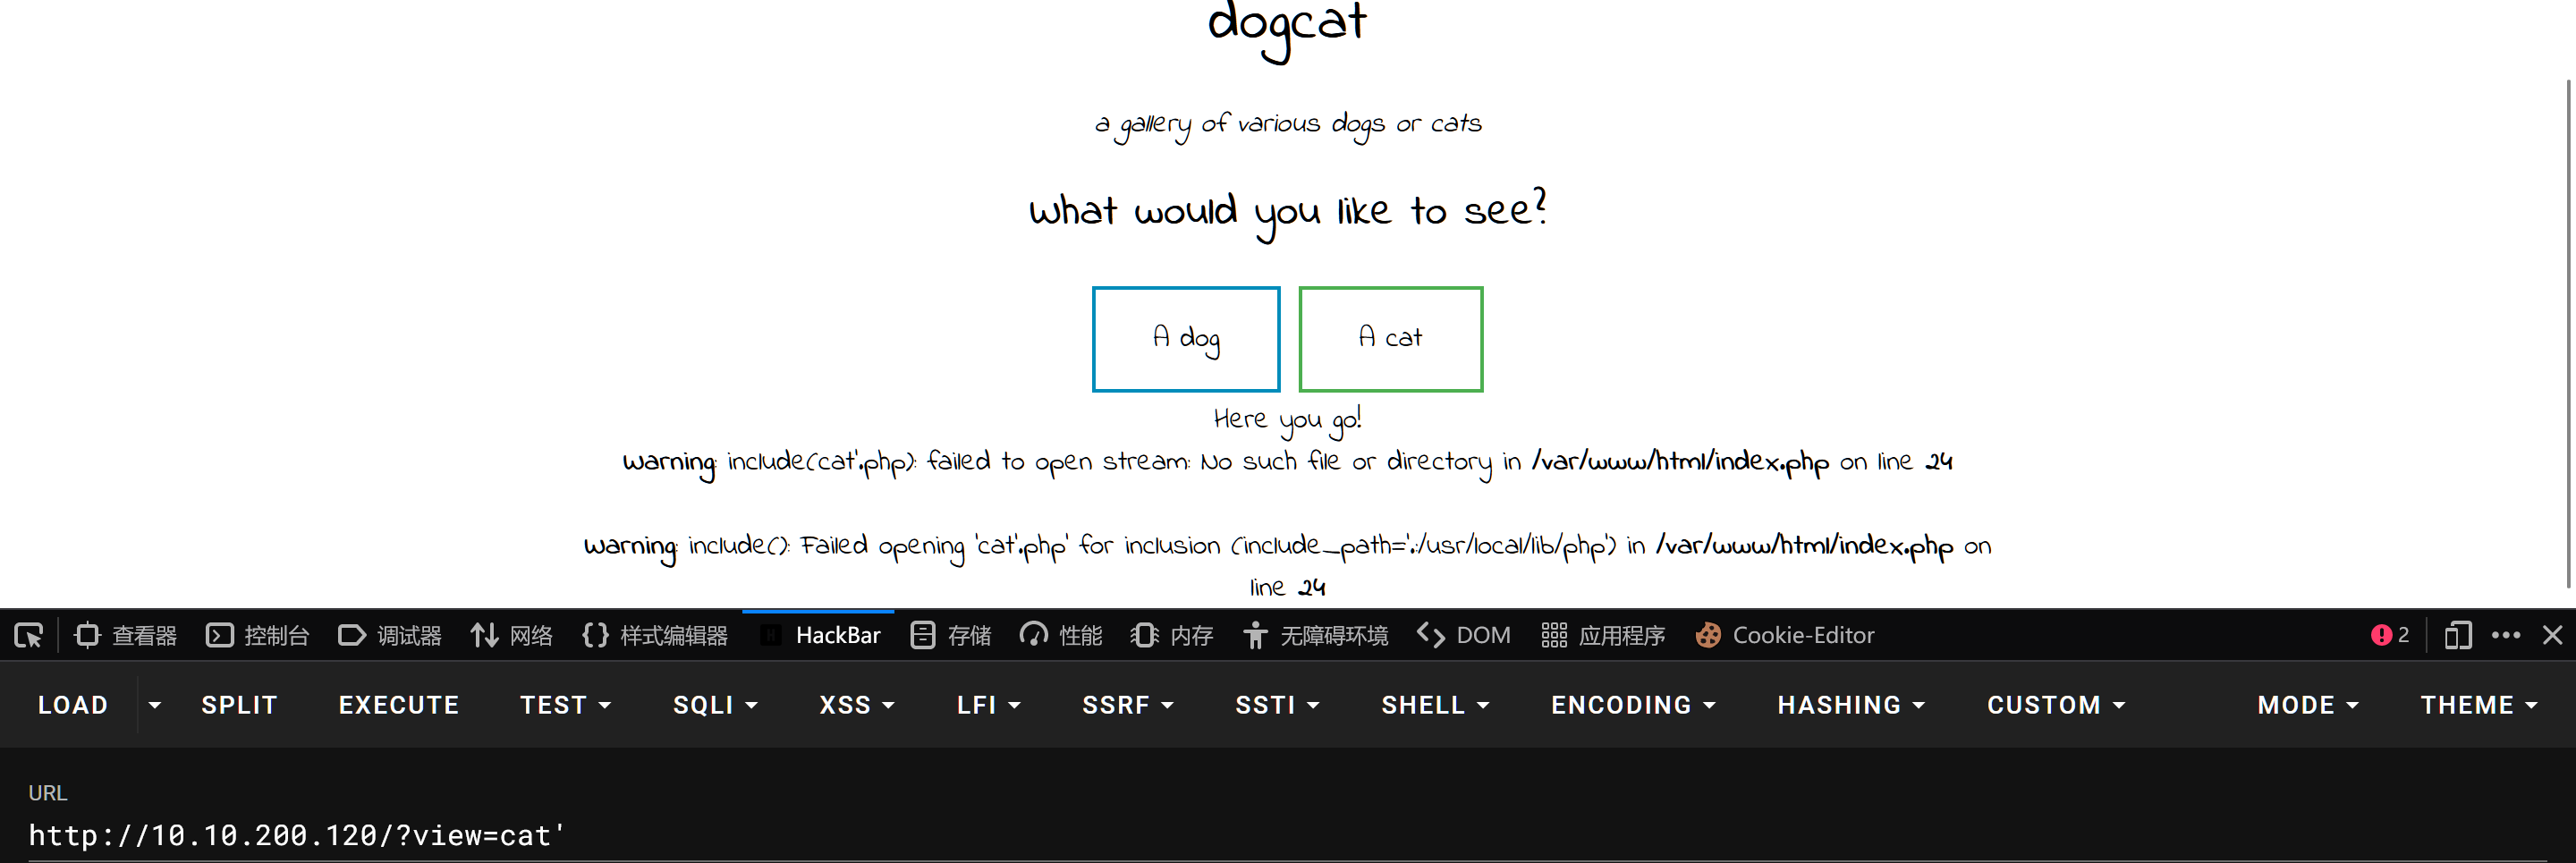 dogcat
a gallery of various dogs or cats
What would you like to see?
A dog A cat
Here you go!
Warning: include(cat'.php): failed to open stream: No such file or directory in /var/www/html/index.php on line 24
Warning: include(): Failed opening 'cat'.php' for inclusion (include_path='.:/usr/local/lib/php') in /var/www/html/index.php on
line 24
查看器 控制台 调试器 网络 样式编辑器 HackBar 存储 性能 内存 无障碍环境 DOM 应用程序 Cookie-Editor 2
LOAD SPLIT EXECUTE TEST SQLI XSS LFI SSRF SSTI SHELL ENCODING HASHING CUSTOM MODE THEME
URL
http://10.10.200.120/?view=cat'